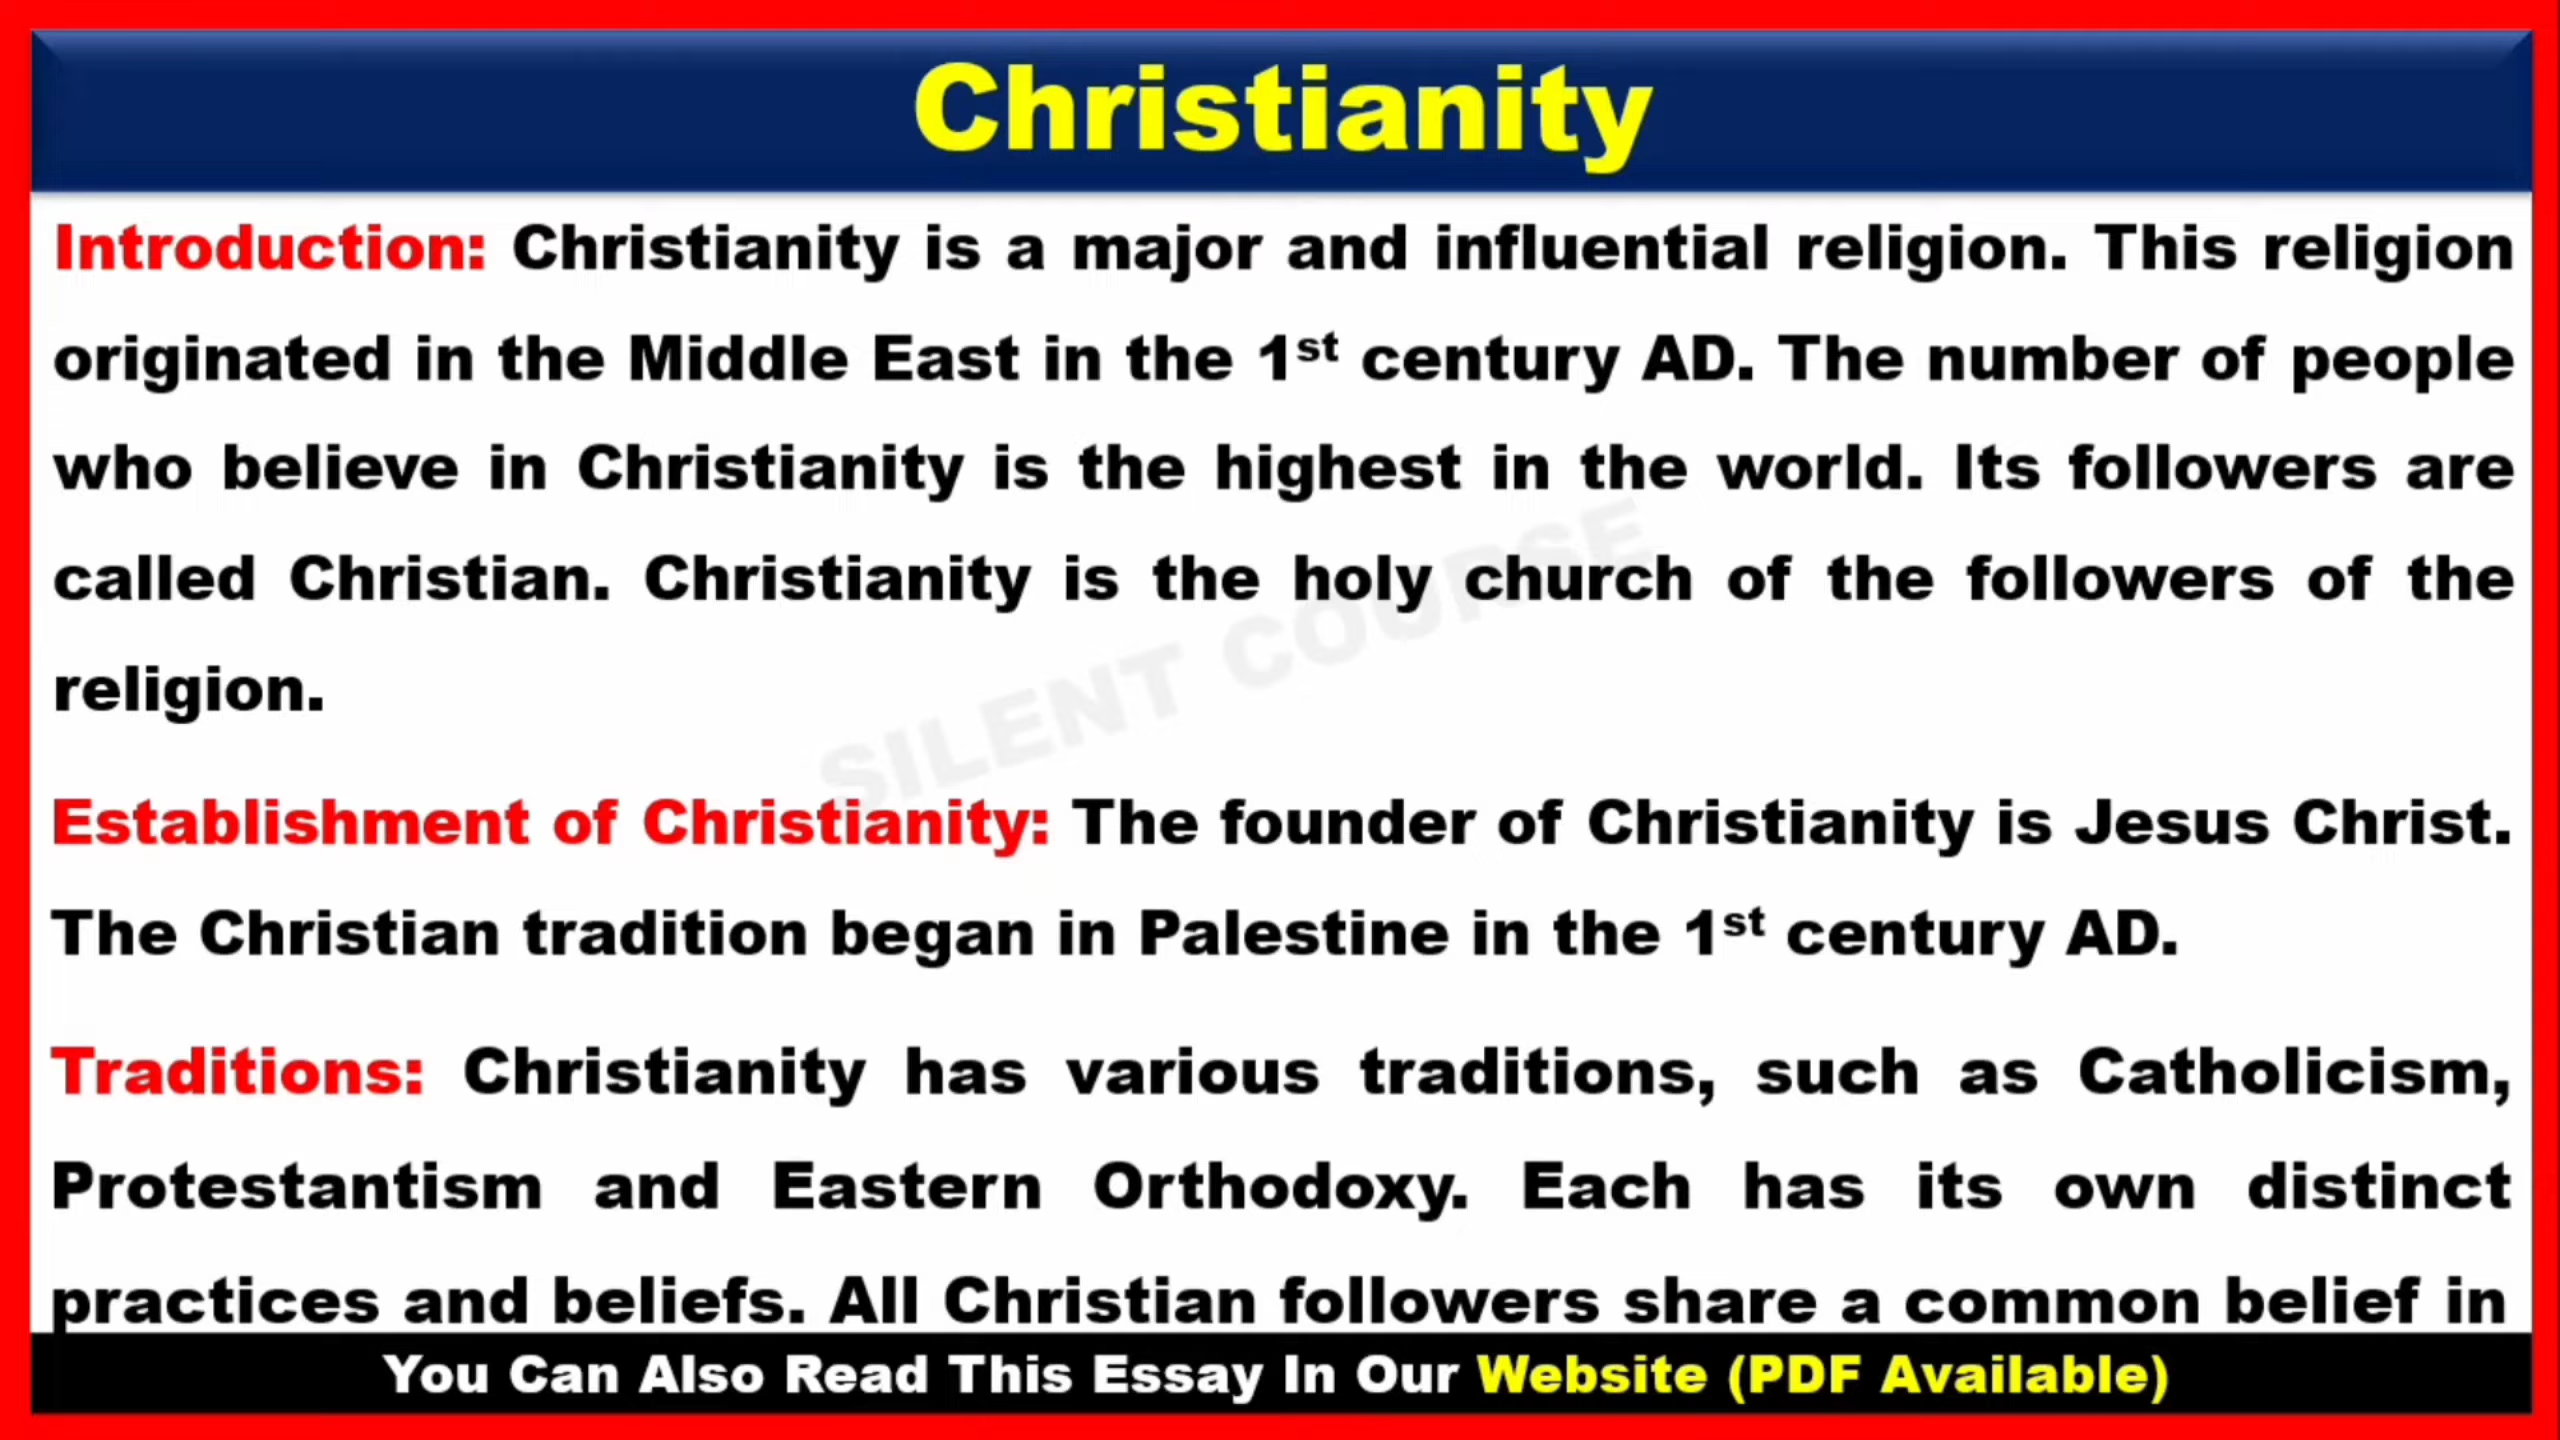 Christianity
Introduction: Christianity is a major and influential religion. This religion
originated in the Middle East in the 1st century AD. The number of people
who believe in Christianity is the highest in the world. Its followers are
called Christian. Christianity is the holy church of the followers of the
religion.
SILENT COURSE
Establishment of Christianity: The founder of Christianity is Jesus Christ.
The Christian tradition began in Palestine in the 1st century AD.
Traditions: Christianity has various traditions, such as Catholicism,
Protestantism and Eastern Orthodoxy. Each has its own distinct
practices and beliefs. All Christian followers share a common belief in
You Can Also Read This Essay In Our Website (PDF Available)